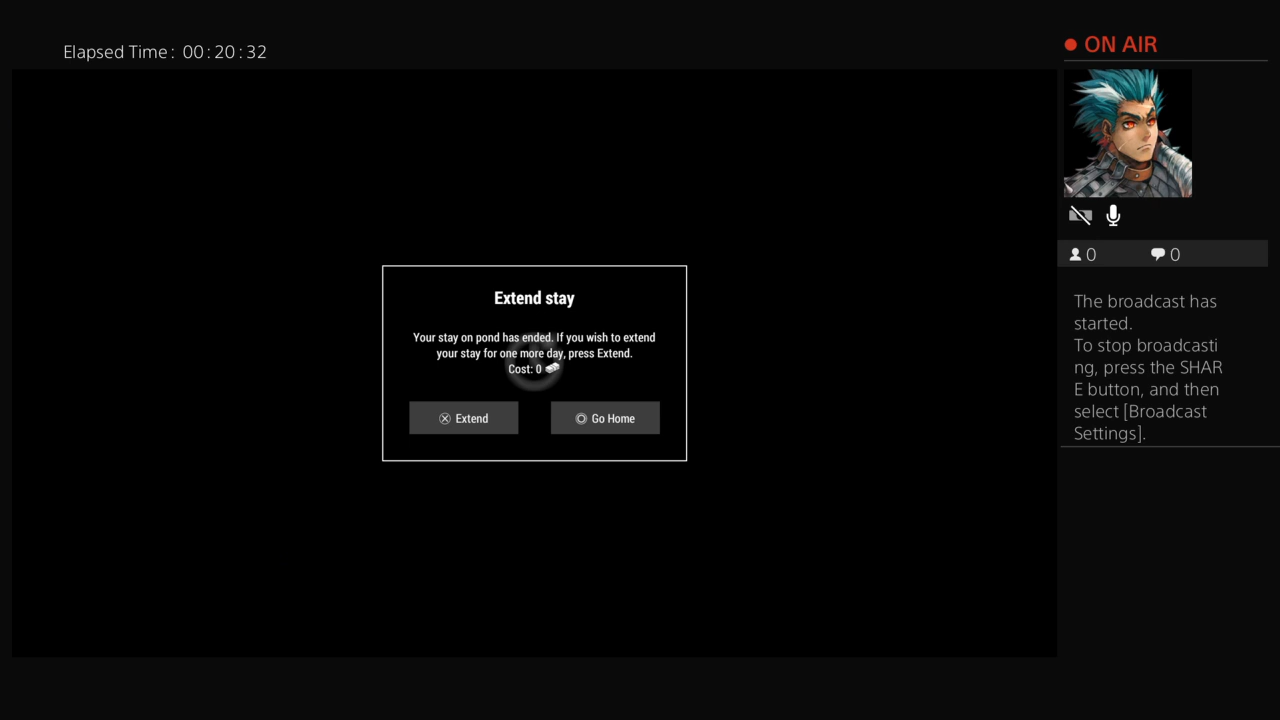 Elapsed Time: 00:20:32
ON AIR
0 0
The broadcast has
started.
To stop broadcasti
ng, press the SHAR
E button, and then
select [Broadcast
Settings].
Extend stay
Your stay on pond has ended. If you wish to extend
your stay for one more day, press Extend.
Cost: 0
Extend
Go Home